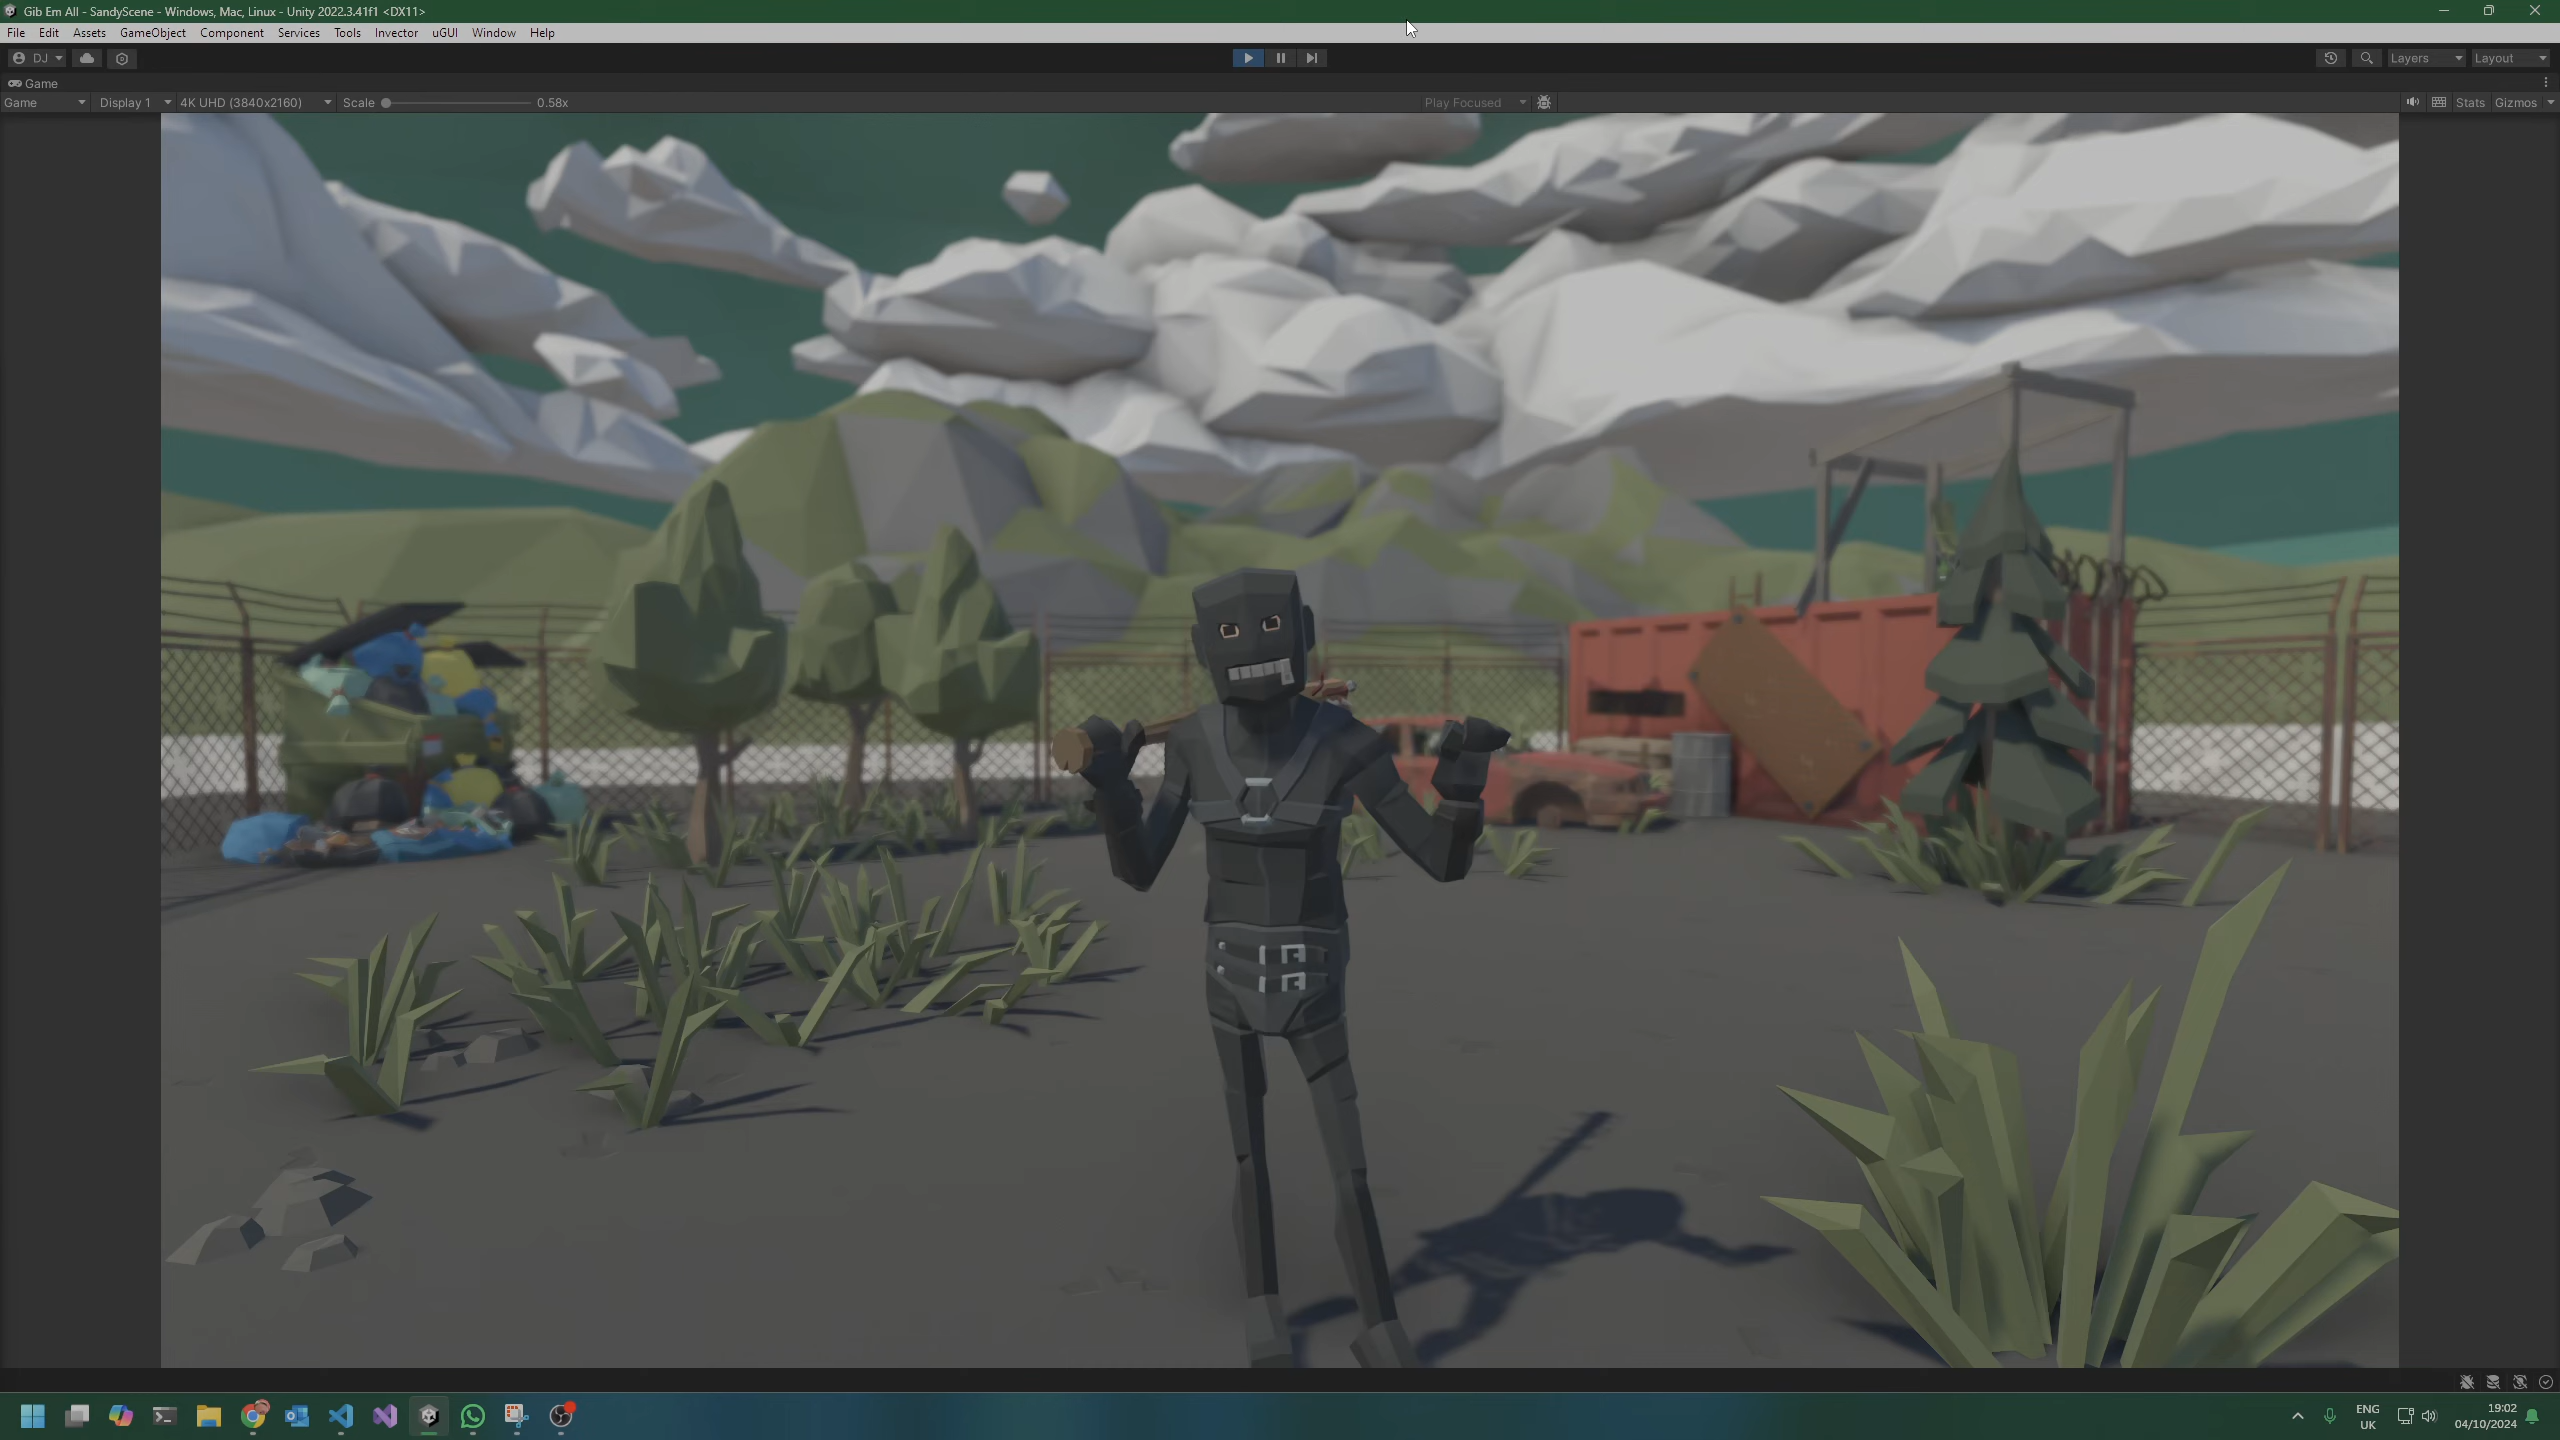 Gib Em All - SandyScene - Windows, Mac, Linux - Unity 2022.3.41f1 <DX11>
File Edit Assets GameObject Component Services Tools Invector uGUI Window Help
DJ Layers Layout
Game
Game Display 1 4K UHD (3840x2160) Scale 0.58x Play Focused Stats Gizmos
ENG 19:02
UK 04/10/2024